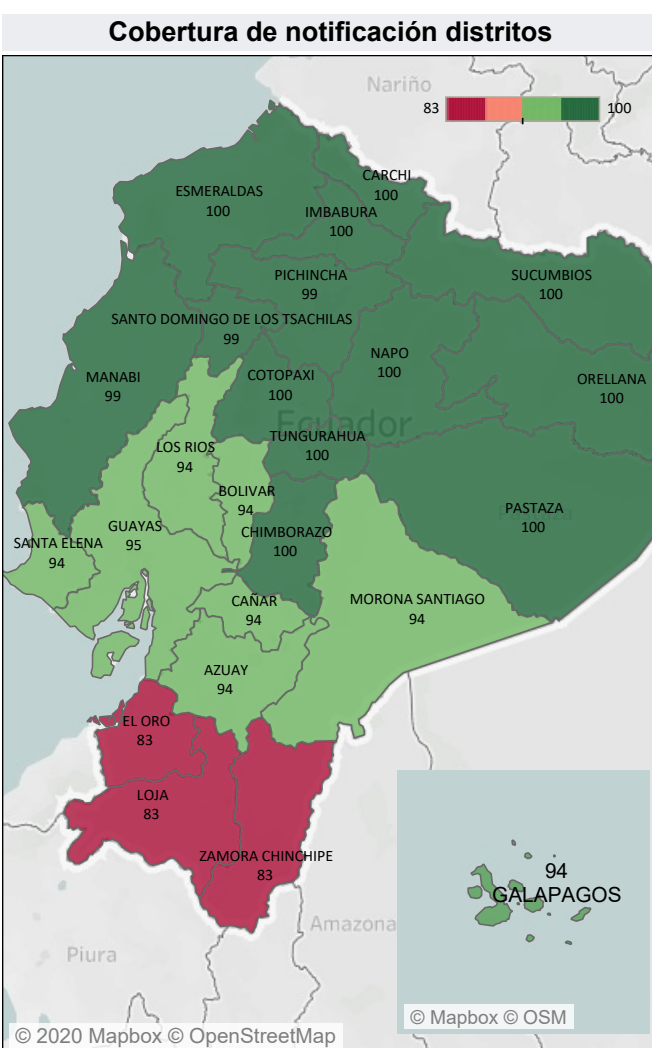 Cobertura de notificación distritos
Nariño
83
100
CARCHI
100
ESMERALDAS
100
IMBABURA
100
PICHINCHA
99
SUCUMBIOS
100
SANTO DOMINGO DE LOS TSACHILAS
99
NAPO
100
MANABI
99
COTOPAXI
100
ORELLANA
100
Ecuador
TUNGURAHUA
100
LOS RIOS
94
BOLIVAR
94
PASTAZA
100
GUAYAS
95
CHIMBORAZO
100
SANTA ELENA
94
CAÑAR
94
MORONA SANTIAGO
94
AZUAY
94
EL ORO
83
LOJA
83
ZAMORA CHINCHIPE
83
94
GALAPAGOS
Amazona
Piura
© Mapbox © OSM
© 2020 Mapbox © OpenStreetMap